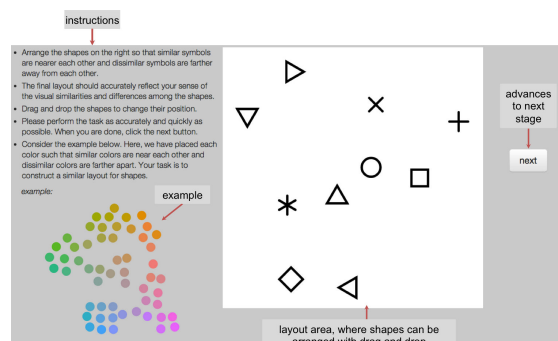 instructions
• Arrange the shapes on the right so that similar symbols
are nearer each other and dissimilar symbols are farther
away from each other.
• The final layout should accurately reflect your sense of
the visual similarities and differences among the shapes.
• Drag and drop the shapes to change their position.
• Please perform the task as accurately and quickly as
possible. When you are done, click the next button.
• Consider the example below. Here, we have placed each
color such that similar colors are near each other and
dissimilar colors are farther apart. Your task is to
construct a similar layout for shapes.
example:
example
advances
to next
stage
next
layout area, where shapes can be
arranged with drag and drop